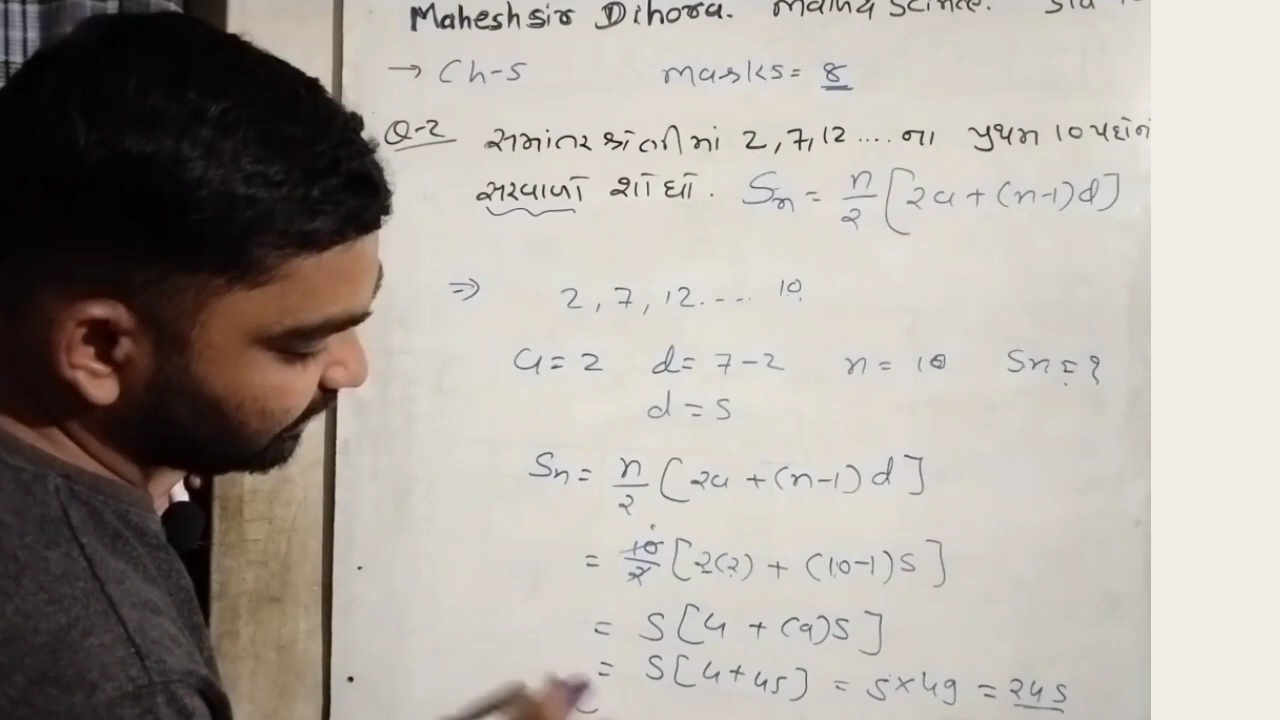 Maheshsir Dihora. Maths Science.
→ Ch-5 marks = 8
Q-2 સમાંતર શ્રેણીમાં 2, 7, 12 .... ના પ્રથમ 10 પદોનો
સરવાળો શોધો. Sn = n/2 [2a + (n-1)d]
⇒ 2, 7, 12.---- 10
a = 2 d = 7-2 n = 10 Sn = ?
d = 5
Sn = n/2 [2a + (n-1) d]
= 10/2 [2(2) + (10-1)5]
= 5[4 + (9)5]
= 5[4+45] = 5×49 = 245